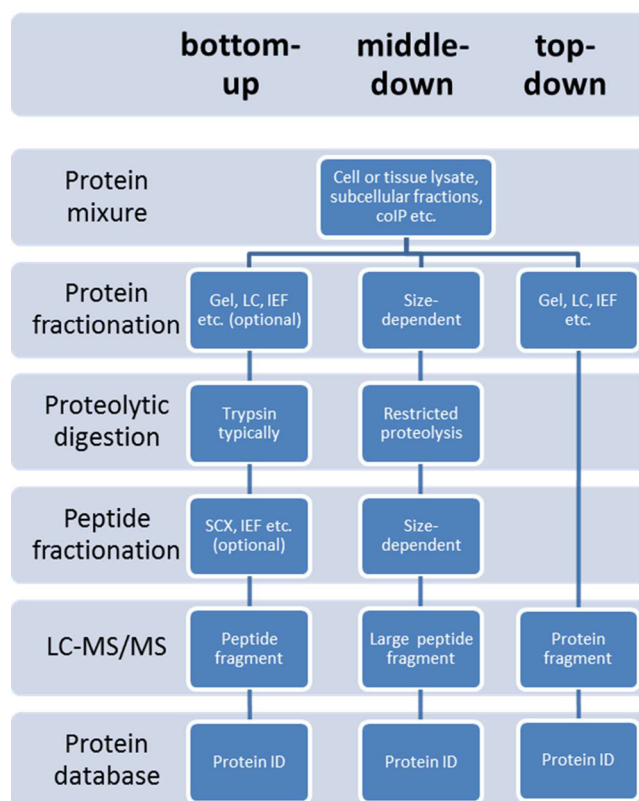 bottom-
up
middle-
down
top-
down
Protein
mixure
Cell or tissue lysate,
subcellular fractions,
coIP etc.
Protein
fractionation
Gel, LC, IEF
etc. (optional)
Size-
dependent
Gel, LC, IEF
etc.
Proteolytic
digestion
Trypsin
typically
Restricted
proteolysis
Peptide
fractionation
SCX, IEF etc.
(optional)
Size-
dependent
LC-MS/MS
Peptide
fragment
Large peptide
fragment
Protein
fragment
Protein
database
Protein ID
Protein ID
Protein ID